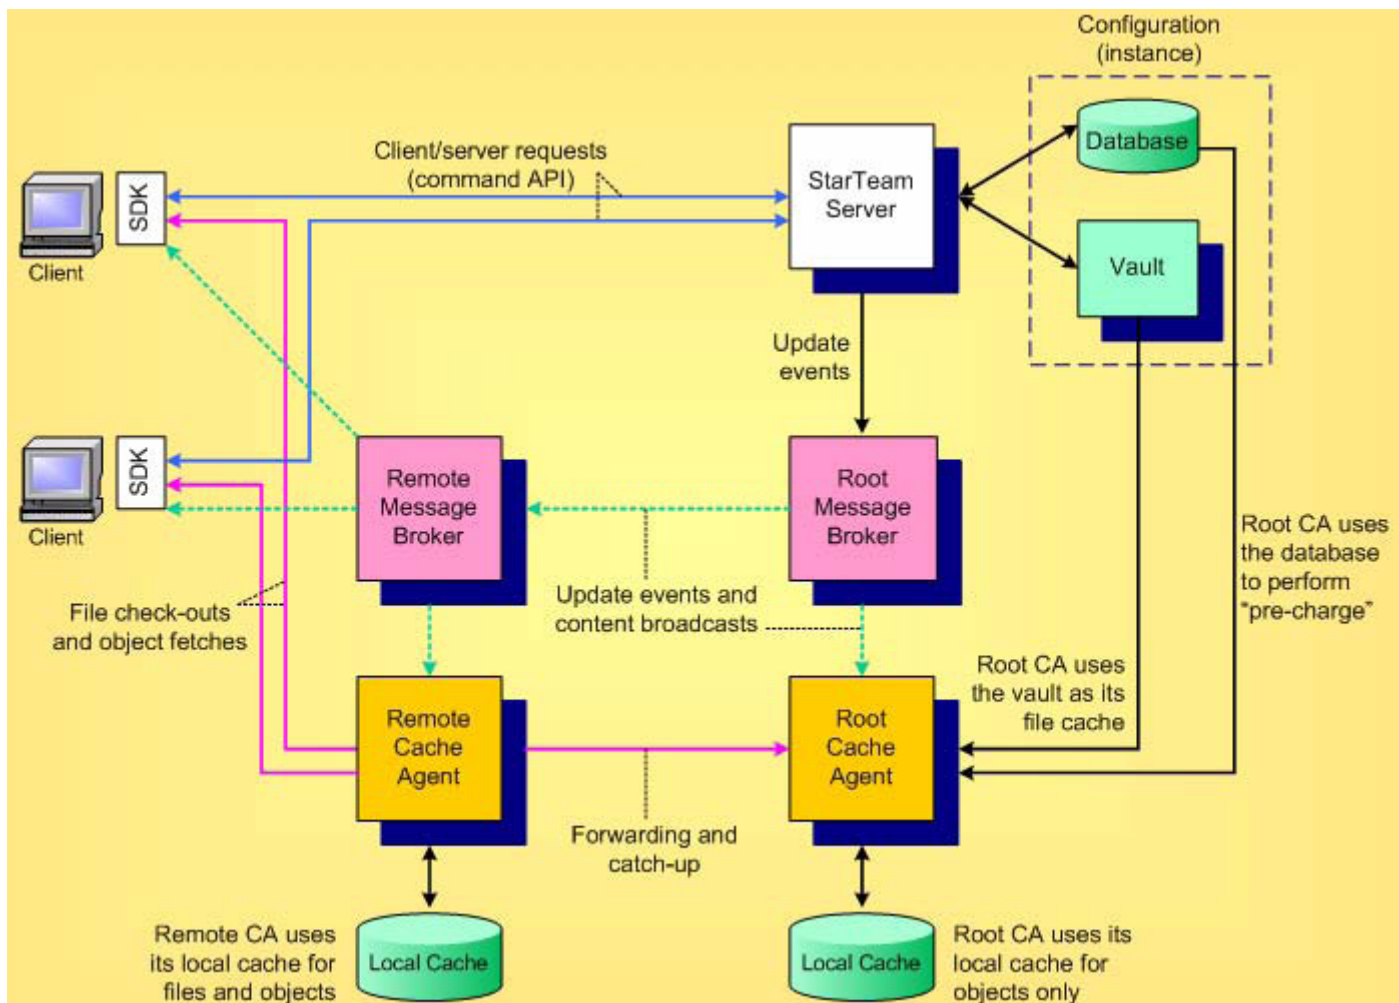 Configuration
(instance)
Database
Client/server requests
(command API)
StarTeam
Server
SDK
Client
Vault
Update
events
SDK
Client
Remote
Message
Broker
Root
Message
Broker
Root CA uses
the database
to perform
“pre-charge”
File check-outs
and object fetches
Update events and
content broadcasts
Root CA uses
the vault as its
file cache
Remote
Cache
Agent
Root
Cache
Agent
Forwarding and
catch-up
Remote CA uses
its local cache for
files and objects
Local Cache
Local Cache
Root CA uses its
local cache for
objects only